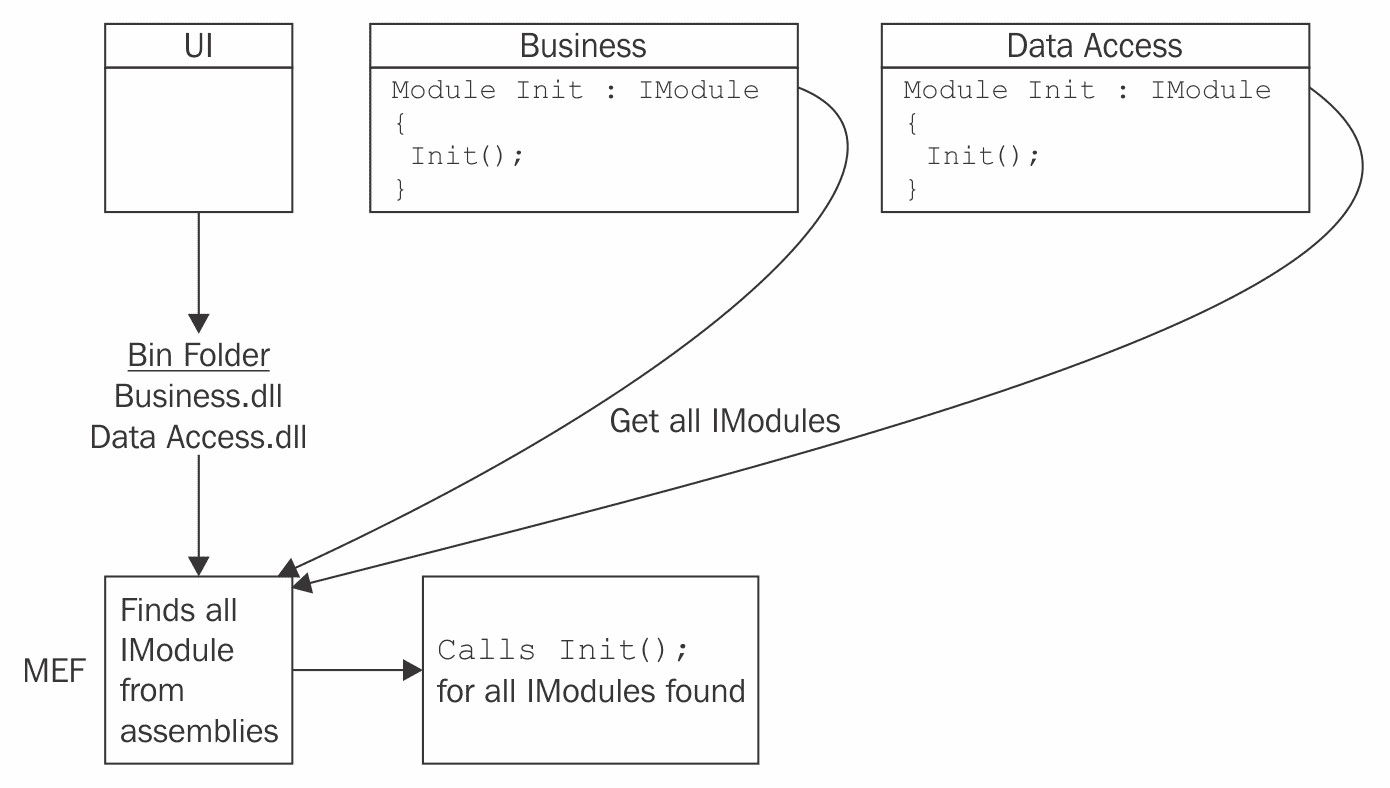 UI
Business
Module Init : IModule
{
Init();
}
Data Access
Module Init : IModule
{
Init();
}
Bin Folder
Business.dll
Data Access.dll
Get all IModules
MEF
Finds all
IModule
from
assemblies
Calls Init();
for all IModules found